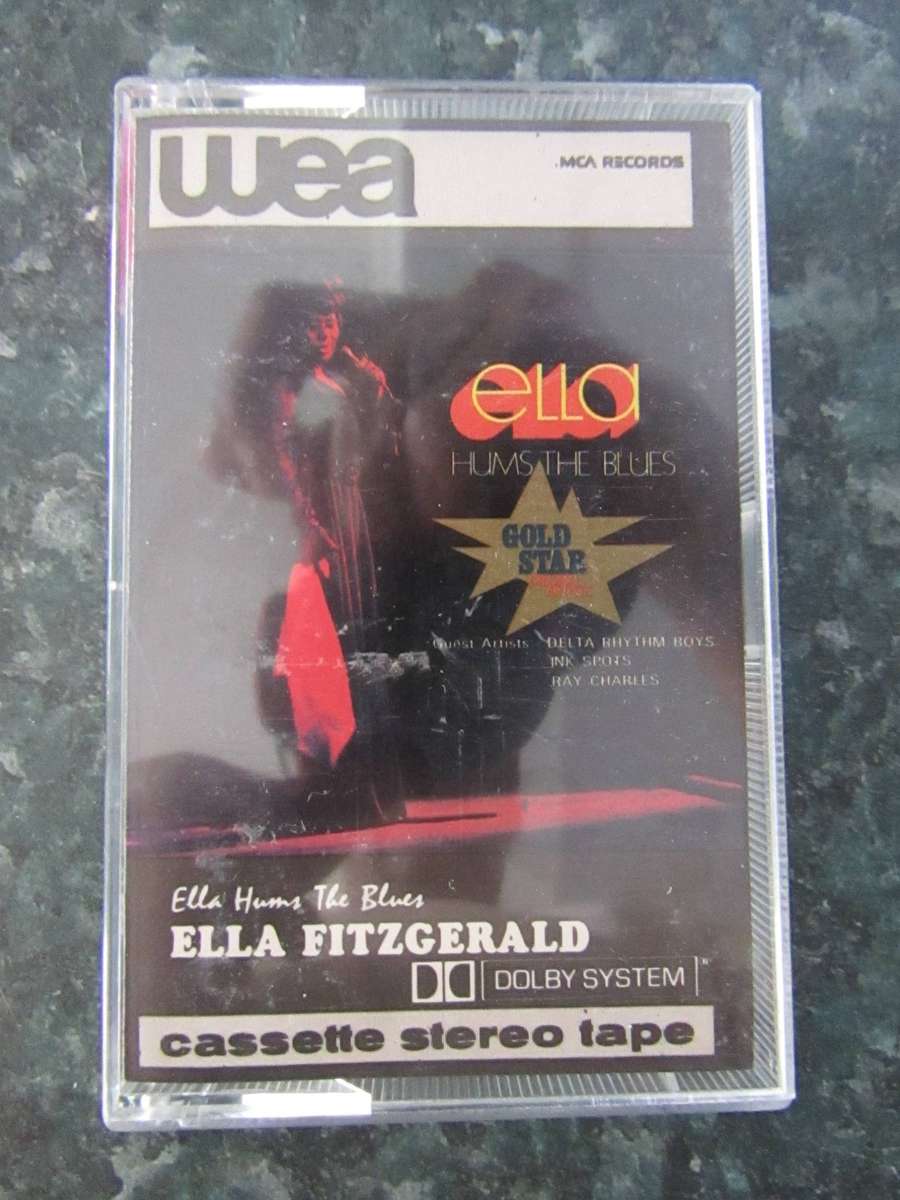 wea
MCA RECORDS
ella
HUMS THE BLUES
GOLD
STAR
Guest Artists DELTA RHYTHM BOYS
INK SPOTS
RAY CHARLES
Ella Hums The Blues
ELLA FITZGERALD
DOLBY SYSTEM
cassette stereo tape